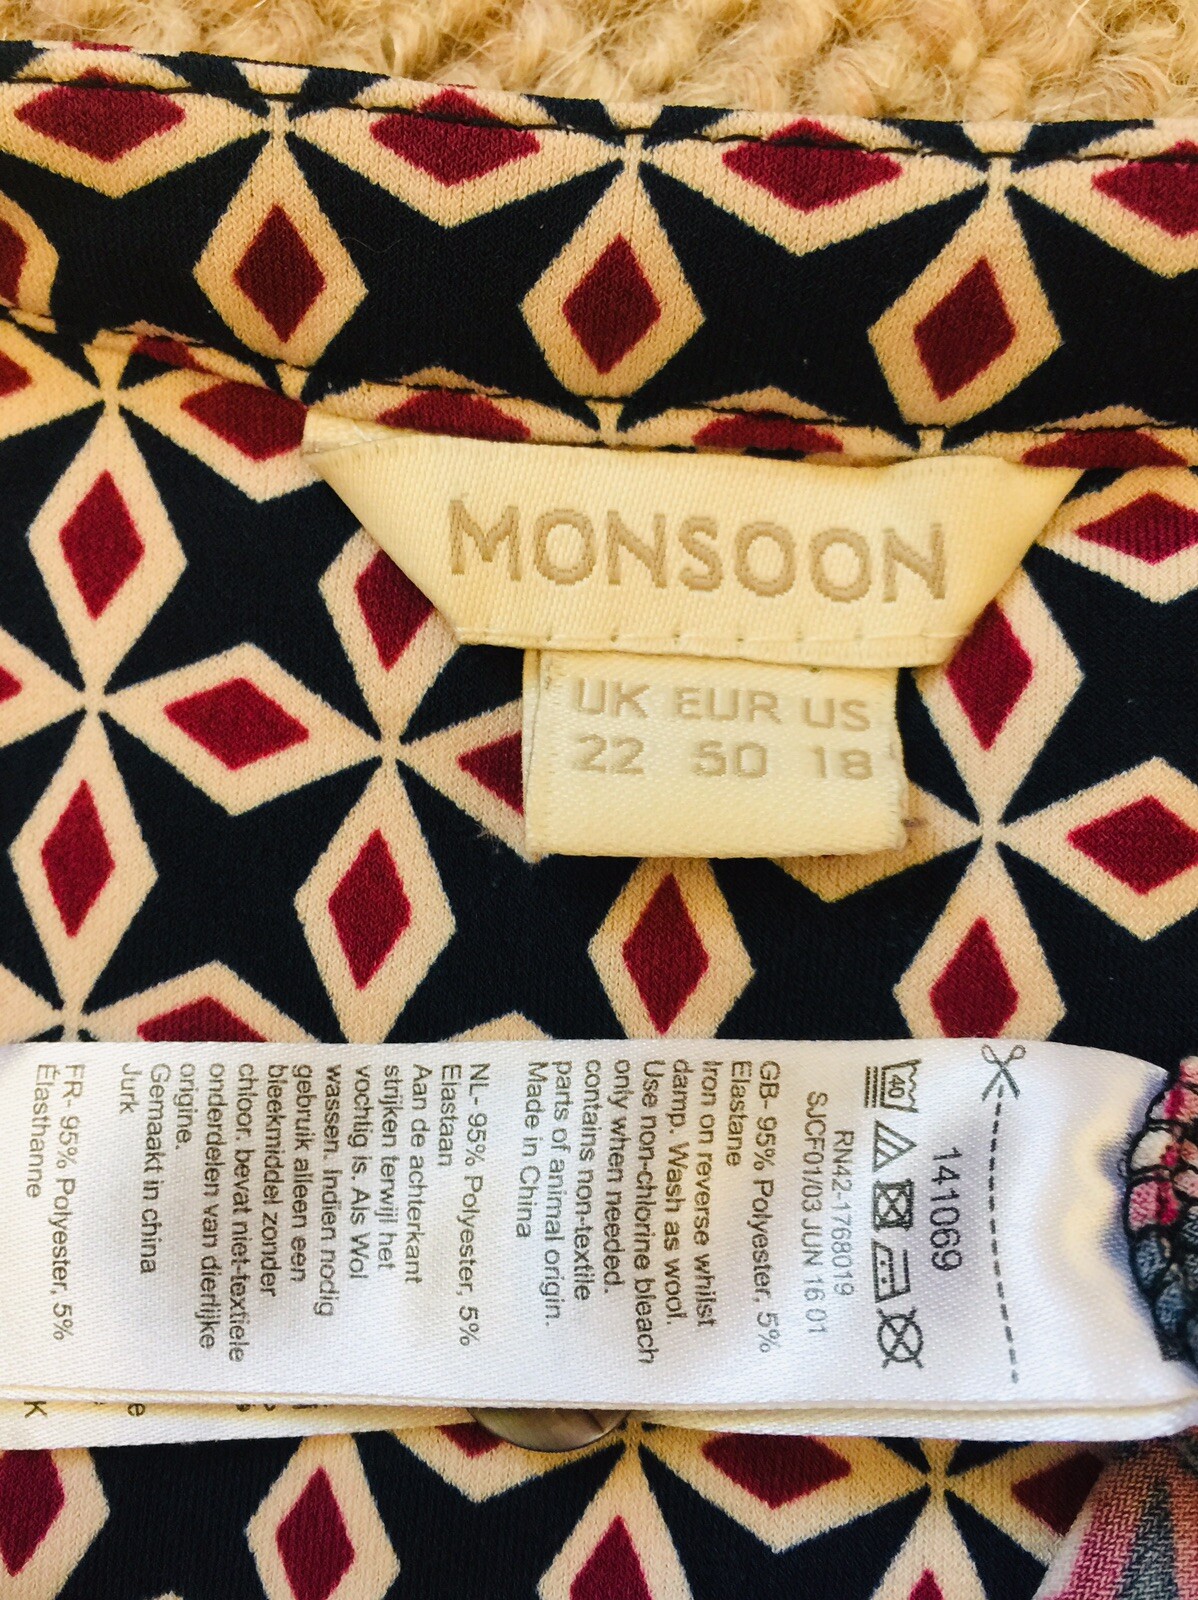 MONSOON
UK EUR US
22 50 18
141069
40
RN42-1768019
SJCF01/03 JUN 16 01
GB- 95% Polyester, 5%
Elastane
Iron on reverse whilst
damp. Wash as wool.
Use non-chlorine bleach
only when needed.
contains non-textile
parts of animal origin.
Made in China
NL- 95% Polyester, 5%
Elastaan
Aan de achterkant
strijken terwijl het
vochtig is. Als Wol
wassen. Indien nodig
gebruik alleen een
bleekmiddel zonder
chloor. bevat niet-textiele
onderdelen van dierlijke
origine.
Gemaakt in china
Jurk
FR- 95% Polyester, 5%
Élasthanne
e
K